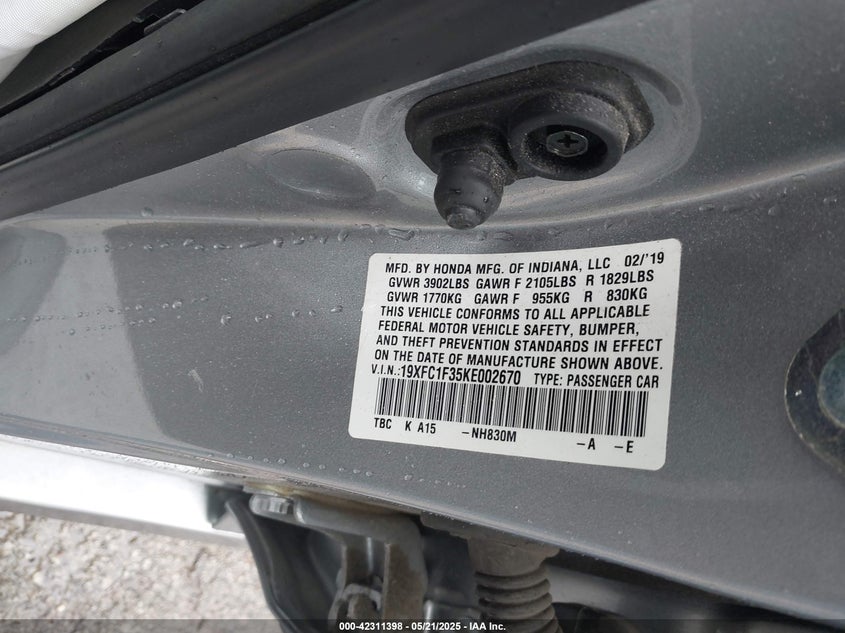 MFD. BY HONDA MFG. OF INDIANA, LLC 02/'19
GVWR 3902LBS GAWR F 2105LBS R 1829LBS
GVWR 1770KG GAWR F 955KG R 830KG
THIS VEHICLE CONFORMS TO ALL APPLICABLE
FEDERAL MOTOR VEHICLE SAFETY, BUMPER,
AND THEFT PREVENTION STANDARDS IN EFFECT
ON THE DATE OF MANUFACTURE SHOWN ABOVE.
V.I.N.:19XFC1F35KE002670 TYPE: PASSENGER CAR
TBC K A15 -NH830M -A -E
000-42311398 - 05/21/2025 - IAA Inc.